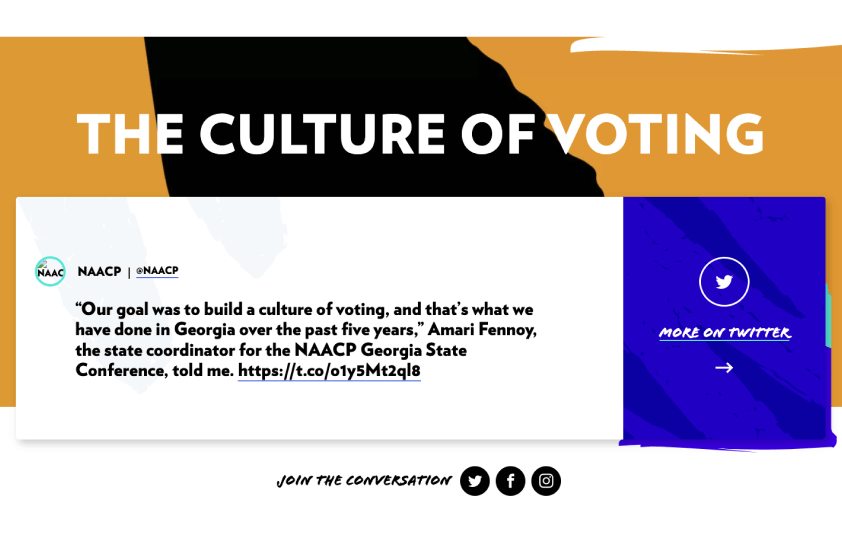 THE CULTURE OF VOTING
NAAC
NAACP | @NAACP
“Our goal was to build a culture of voting, and that’s what we
have done in Georgia over the past five years,” Amari Fennoy,
the state coordinator for the NAACP Georgia State
Conference, told me. https://t.co/o1y5Mt2ql8
MORE ON TWITTER
JOIN THE CONVERSATION